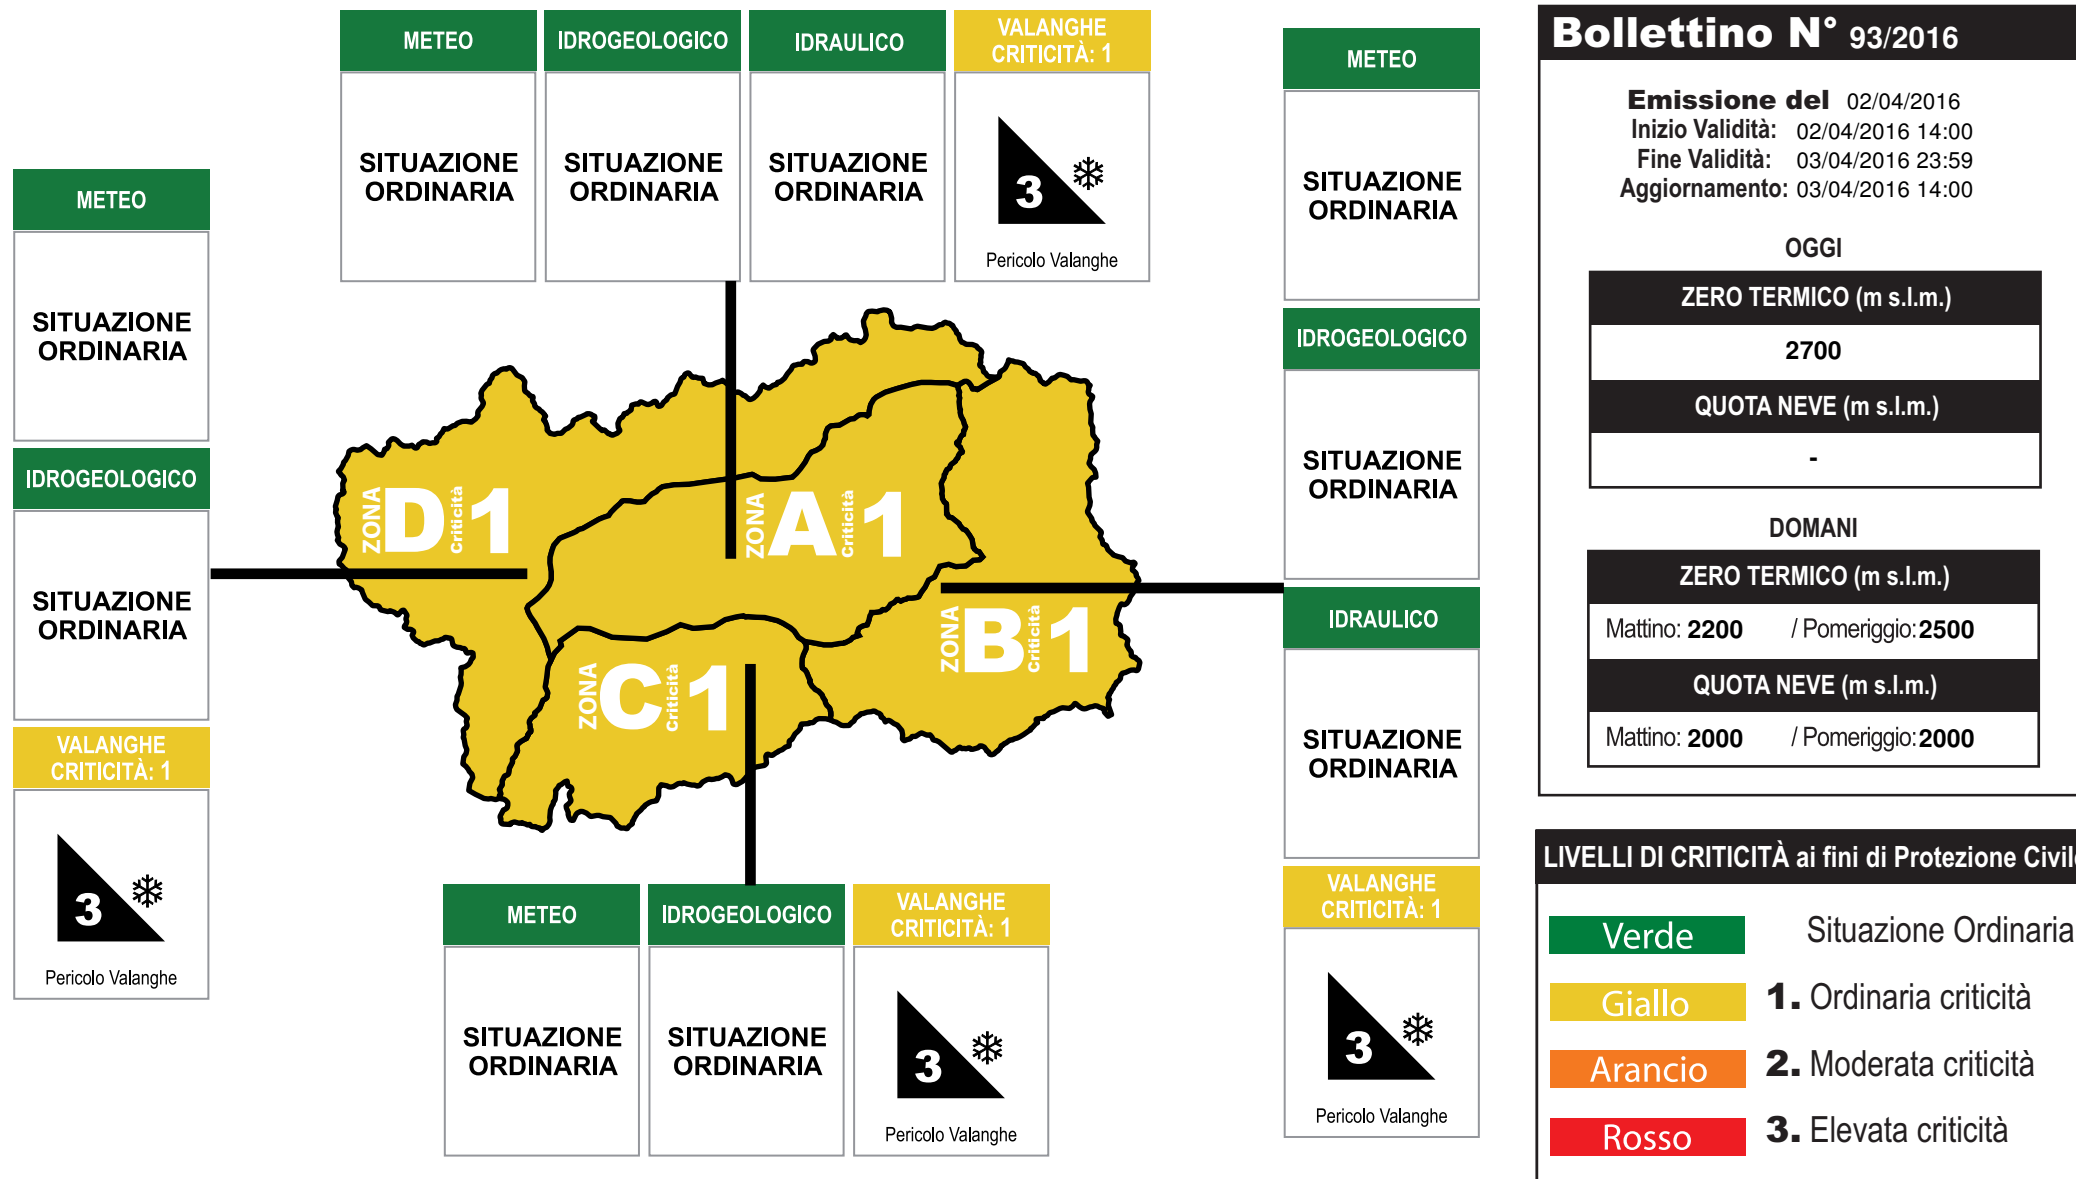 METEO
IDROGEOLOGICO
IDRAULICO
VALANGHE
CRITICITÀ: 1
SITUAZIONE
ORDINARIA
SITUAZIONE
ORDINARIA
SITUAZIONE
ORDINARIA
3
Pericolo Valanghe
METEO
SITUAZIONE
ORDINARIA
IDROGEOLOGICO
SITUAZIONE
ORDINARIA
VALANGHE
CRITICITÀ: 1
3
Pericolo Valanghe
ZONA D Criticità 1
ZONA A Criticità 1
ZONA B Criticità 1
ZONA C Criticità 1
METEO
IDROGEOLOGICO
VALANGHE
CRITICITÀ: 1
SITUAZIONE
ORDINARIA
SITUAZIONE
ORDINARIA
3
Pericolo Valanghe
METEO
SITUAZIONE
ORDINARIA
IDROGEOLOGICO
SITUAZIONE
ORDINARIA
IDRAULICO
SITUAZIONE
ORDINARIA
VALANGHE
CRITICITÀ: 1
3
Pericolo Valanghe
Bollettino N° 93/2016
Emissione del 02/04/2016
Inizio Validità: 02/04/2016 14:00
Fine Validità: 03/04/2016 23:59
Aggiornamento: 03/04/2016 14:00
OGGI
ZERO TERMICO (m s.l.m.)
2700
QUOTA NEVE (m s.l.m.)
-
DOMANI
ZERO TERMICO (m s.l.m.)
Mattino: 2200 / Pomeriggio: 2500
QUOTA NEVE (m s.l.m.)
Mattino: 2000 / Pomeriggio: 2000
LIVELLI DI CRITICITÀ ai fini di Protezione Civile
Verde Situazione Ordinaria
Giallo 1. Ordinaria criticità
Arancio 2. Moderata criticità
Rosso 3. Elevata criticità